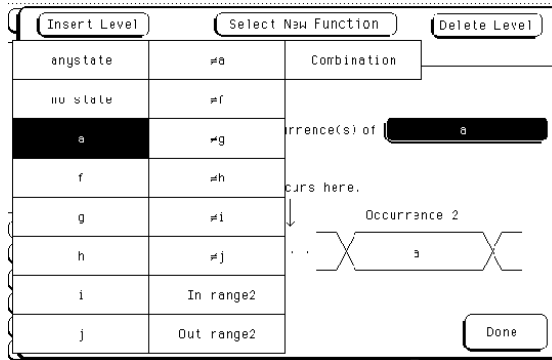 Insert Level
Select New Function
Delete Level
anystate
≠a
Combination
no state
≠f
a
≠g
urrence(s) of
a
f
≠h
curs here.
g
≠i
Occurrence 2
h
≠j
a
i
In range2
j
Out range2
Done